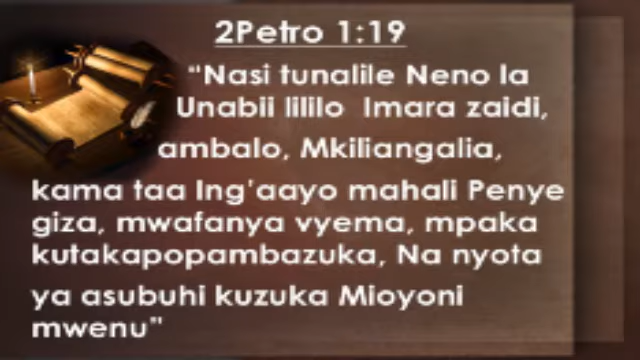 2Petro 1:19
"Nasi tunalile Neno la
Unabii lililo Imara zaidi,
ambalo, Mkiliangalia,
kama taa Ing'aayo mahali Penye
giza, mwafanya vyema, mpaka
kutakapopambazuka, Na nyota
ya asubuhi kuzuka Mioyoni
mwenu"